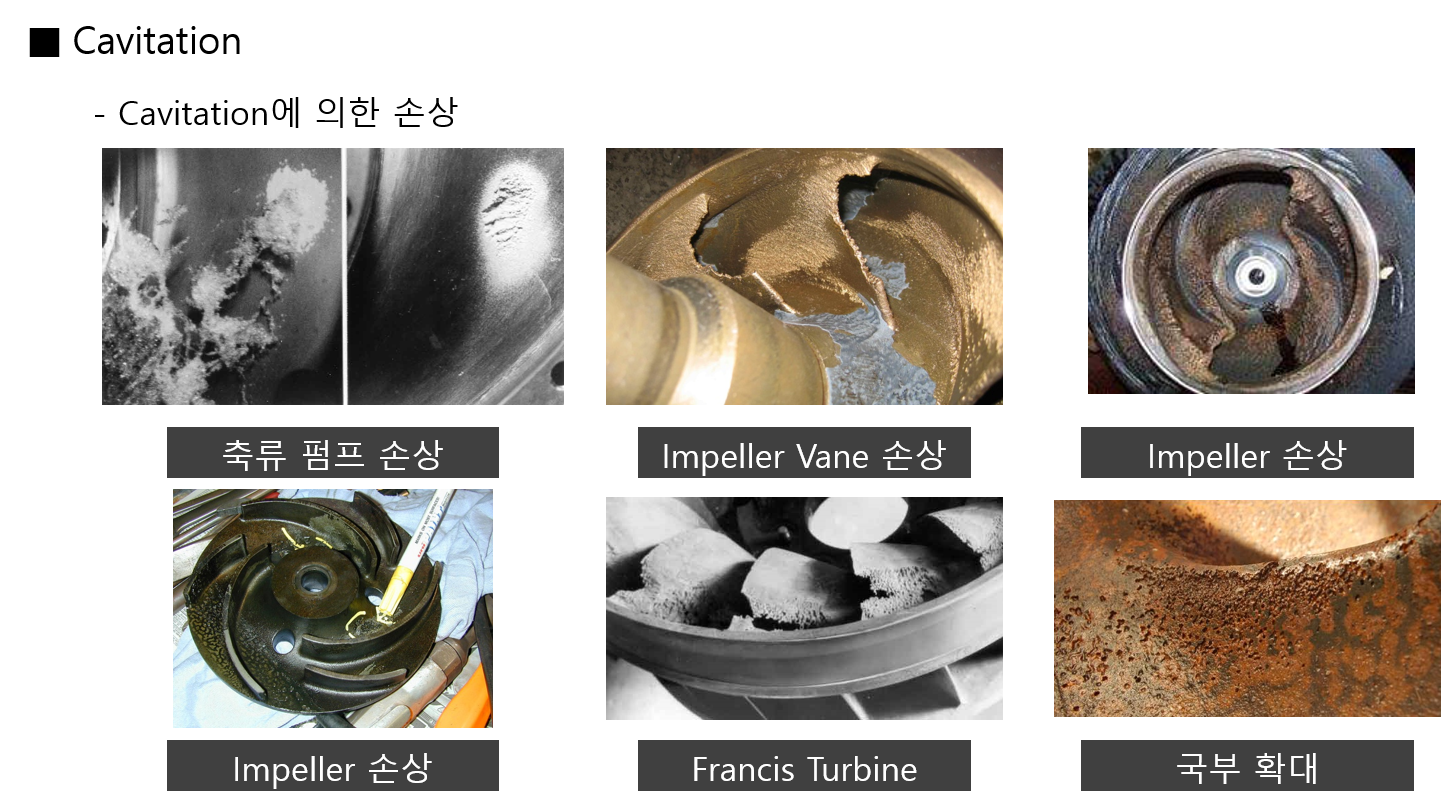 ■ Cavitation
- Cavitation에 의한 손상
축류 펌프 손상
Impeller Vane 손상
Impeller 손상
Impeller 손상
Francis Turbine
국부 확대